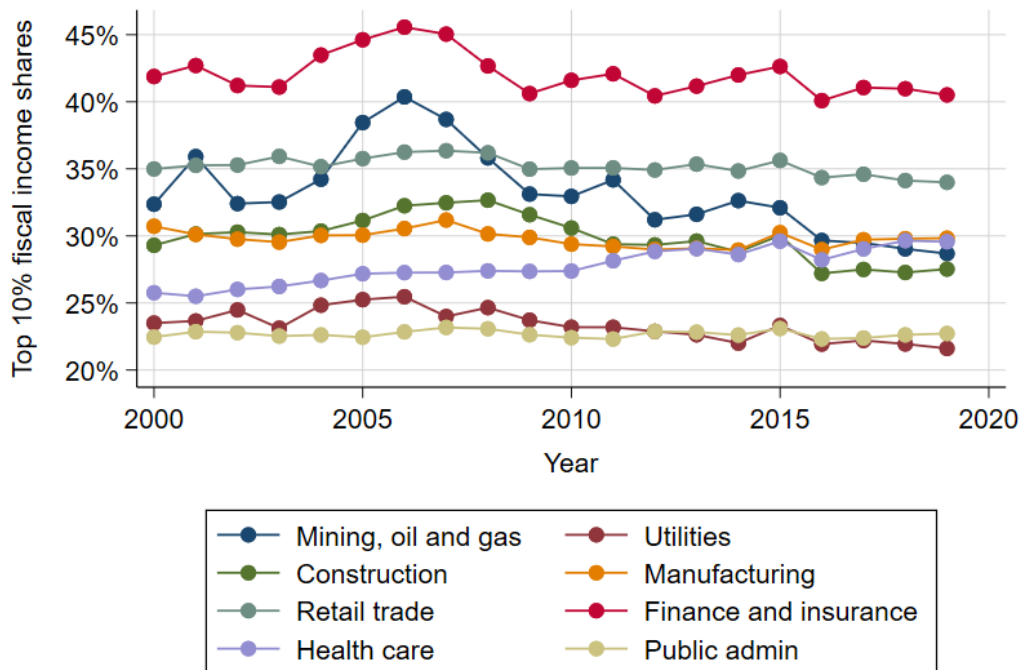 Top 10% fiscal income shares
45%
40%
35%
30%
25%
20%
2000 2005 2010 2015 2020
Year
Mining, oil and gas Utilities
Construction Manufacturing
Retail trade Finance and insurance
Health care Public admin